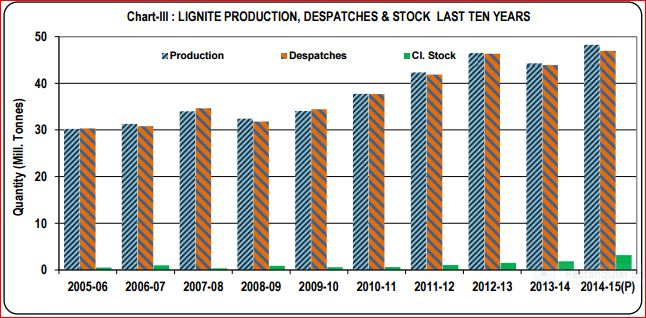 Chart-III : LIGNITE PRODUCTION, DESPATCHES & STOCK LAST TEN YEARS
Production Despatches Cl. Stock
Quantity (Mill. Tonnes)
50
40
30
20
10
0
2005-06 2006-07 2007-08 2008-09 2009-10 2010-11 2011-12 2012-13 2013-14 2014-15(P)